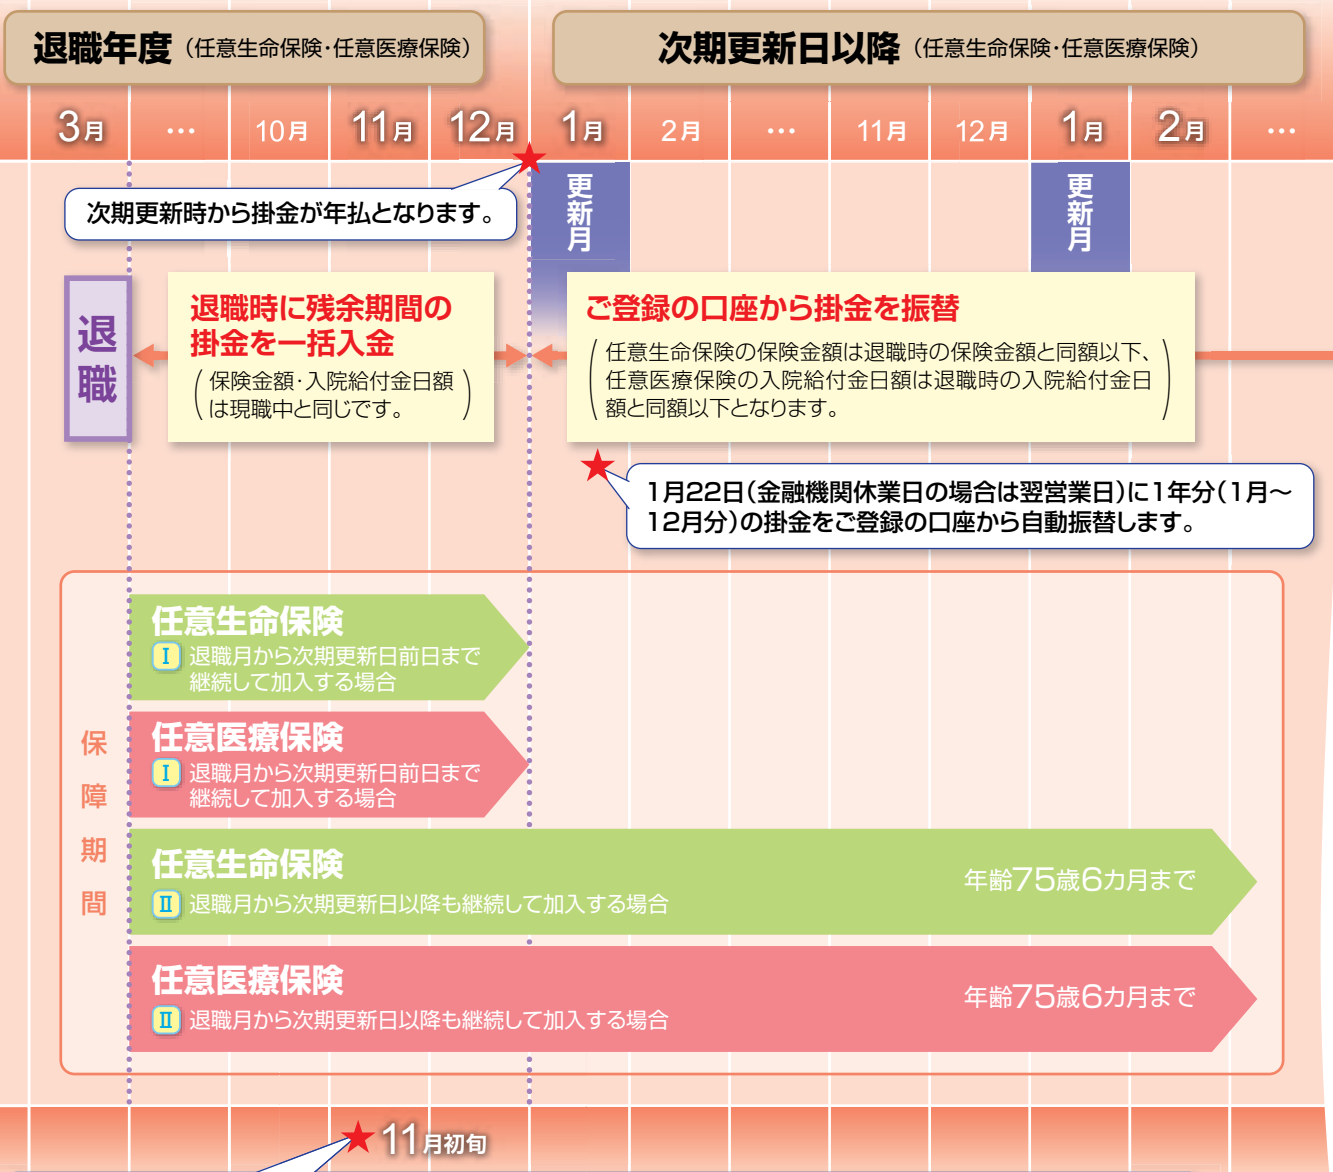 退職年度（任意生命保険・任意医療保険）
次期更新日以降（任意生命保険・任意医療保険）
3月 … 10月 11月 12月 1月 2月 … 11月 12月 1月 2月 …
次期更新時から掛金が年払となります。
更新月
更新月
退職
退職時に残余期間の
掛金を一括入金
（保険金額・入院給付金日額
は現職中と同じです。）
ご登録の口座から掛金を振替
（任意生命保険の保険金額は退職時の保険金額と同額以下、
任意医療保険の入院給付金日額は退職時の入院給付金日
額と同額以下となります。）
1月22日（金融機関休業日の場合は翌営業日）に1年分（1月～
12月分）の掛金をご登録の口座から自動振替します。
保障期間
任意生命保険
Ⅰ 退職月から次期更新日前日まで
継続して加入する場合
任意医療保険
Ⅰ 退職月から次期更新日前日まで
継続して加入する場合
任意生命保険
Ⅱ 退職月から次期更新日以降も継続して加入する場合
年齢75歳6カ月まで
任意医療保険
Ⅱ 退職月から次期更新日以降も継続して加入する場合
年齢75歳6カ月まで
★11月初旬